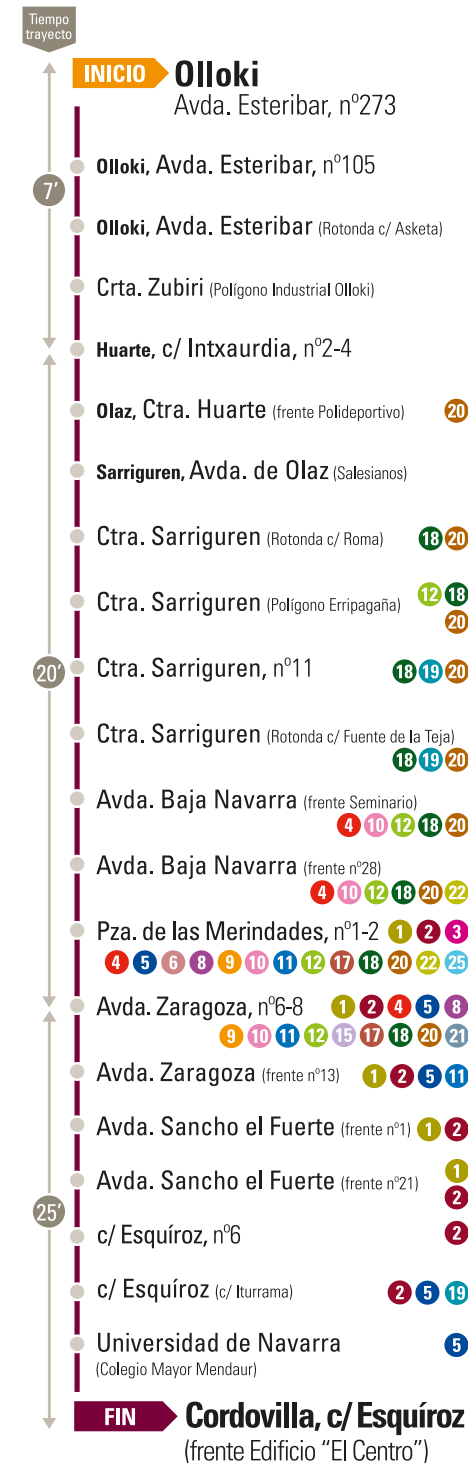 Tiempo
trayecto
INICIO Olloki
Avda. Esteribar, nº273
7’
Olloki, Avda. Esteribar, nº105
Olloki, Avda. Esteribar (Rotonda c/ Asketa)
Crta. Zubiri (Polígono Industrial Olloki)
Huarte, c/ Intxaurdia, nº2-4
Olaz, Ctra. Huarte (frente Polideportivo) 20
Sarriguren, Avda. de Olaz (Salesianos)
Ctra. Sarriguren (Rotonda c/ Roma) 18 20
Ctra. Sarriguren (Polígono Erripagaña) 12 18
20
20’
Ctra. Sarriguren, nº11 18 19 20
Ctra. Sarriguren (Rotonda c/ Fuente de la Teja)
18 19 20
Avda. Baja Navarra (frente Seminario)
4 10 12 18 20
Avda. Baja Navarra (frente nº28)
4 10 12 18 20 22
Pza. de las Merindades, nº1-2 1 2 3
4 5 6 8 9 10 11 12 17 18 20 22 25
Avda. Zaragoza, nº6-8 1 2 4 5 8
9 10 11 12 15 17 18 20 21
Avda. Zaragoza (frente nº13) 1 2 5 11
Avda. Sancho el Fuerte (frente nº1) 1 2
Avda. Sancho el Fuerte (frente nº21) 1
2
25’
c/ Esquíroz, nº6 2
c/ Esquíroz (c/ Iturrama) 2 5 19
Universidad de Navarra 5
(Colegio Mayor Mendaur)
FIN Cordovilla, c/ Esquíroz
(frente Edificio "El Centro")